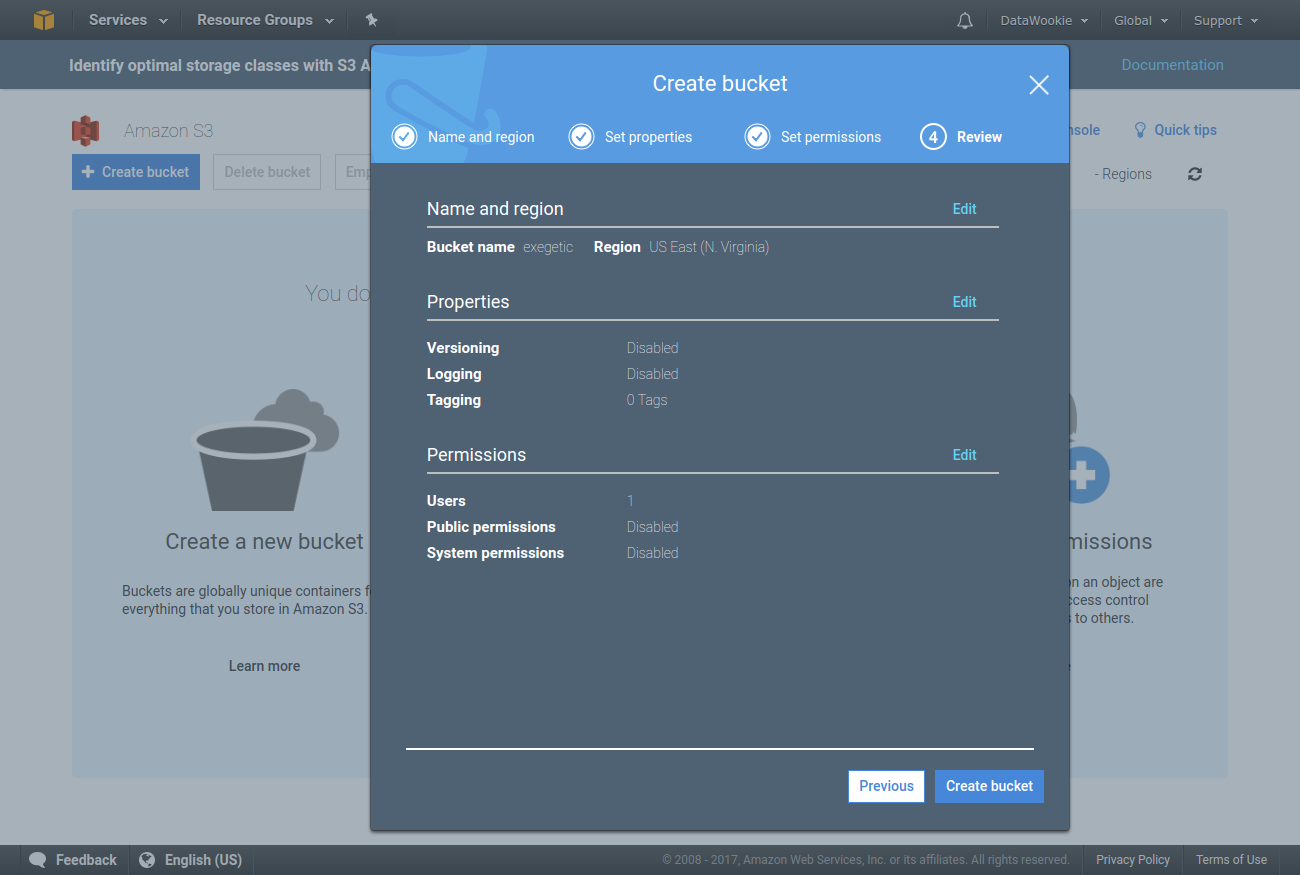 Services Resource Groups DataWookie Global Support
Identify optimal storage classes with S3 A Documentation
Create bucket
Name and region Set properties Set permissions 4 Review
Amazon S3 Quick tips
Create bucket Delete bucket - Regions
Name and region Edit
Bucket name exegetic Region US East (N. Virginia)
You do
Properties Edit
Versioning Disabled
Logging Disabled
Tagging 0 Tags
Permissions Edit
Users 1
Public permissions Disabled
System permissions Disabled
Create a new bucket
Buckets are globally unique containers
everything that you store in Amazon S3.
Learn more
missions
on an object are
ccess control
s to others.
Previous Create bucket
Feedback English (US) © 2008 - 2017, Amazon Web Services, Inc. or its affiliates. All rights reserved. Privacy Policy Terms of Use